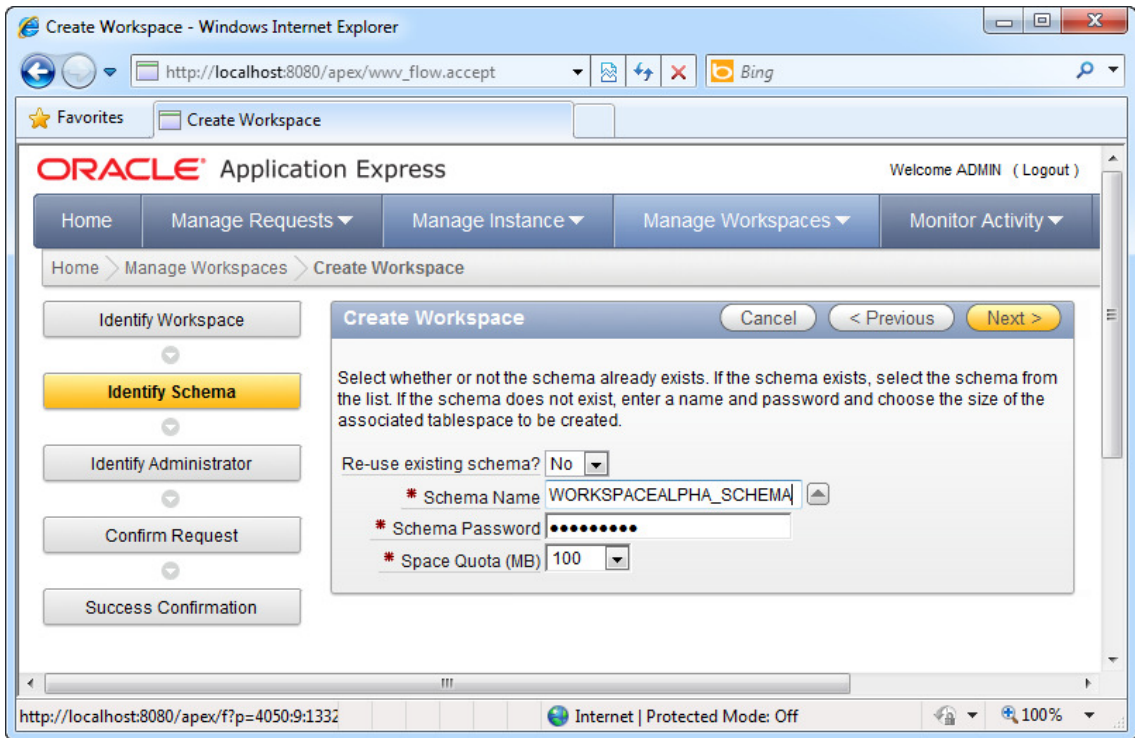 Create Workspace - Windows Internet Explorer
http://localhost:8080/apex/wwv_flow.accept
Bing
Favorites
Create Workspace
ORACLE Application Express
Welcome ADMIN ( Logout )
Home Manage Requests Manage Instance Manage Workspaces Monitor Activity
Home Manage Workspaces Create Workspace
Identify Workspace
Identify Schema
Identify Administrator
Confirm Request
Success Confirmation
Create Workspace
Cancel < Previous Next >
Select whether or not the schema already exists. If the schema exists, select the schema from
the list. If the schema does not exist, enter a name and password and choose the size of the
associated tablespace to be created.
Re-use existing schema? No
* Schema Name WORKSPACEALPHA_SCHEMA
* Schema Password •••••••••
* Space Quota (MB) 100
http://localhost:8080/apex/f?p=4050:9:1332
Internet | Protected Mode: Off
100%